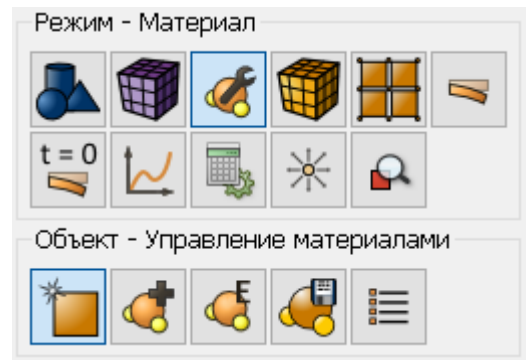 Режим - Материал
t = 0
Объект - Управление материалами
E